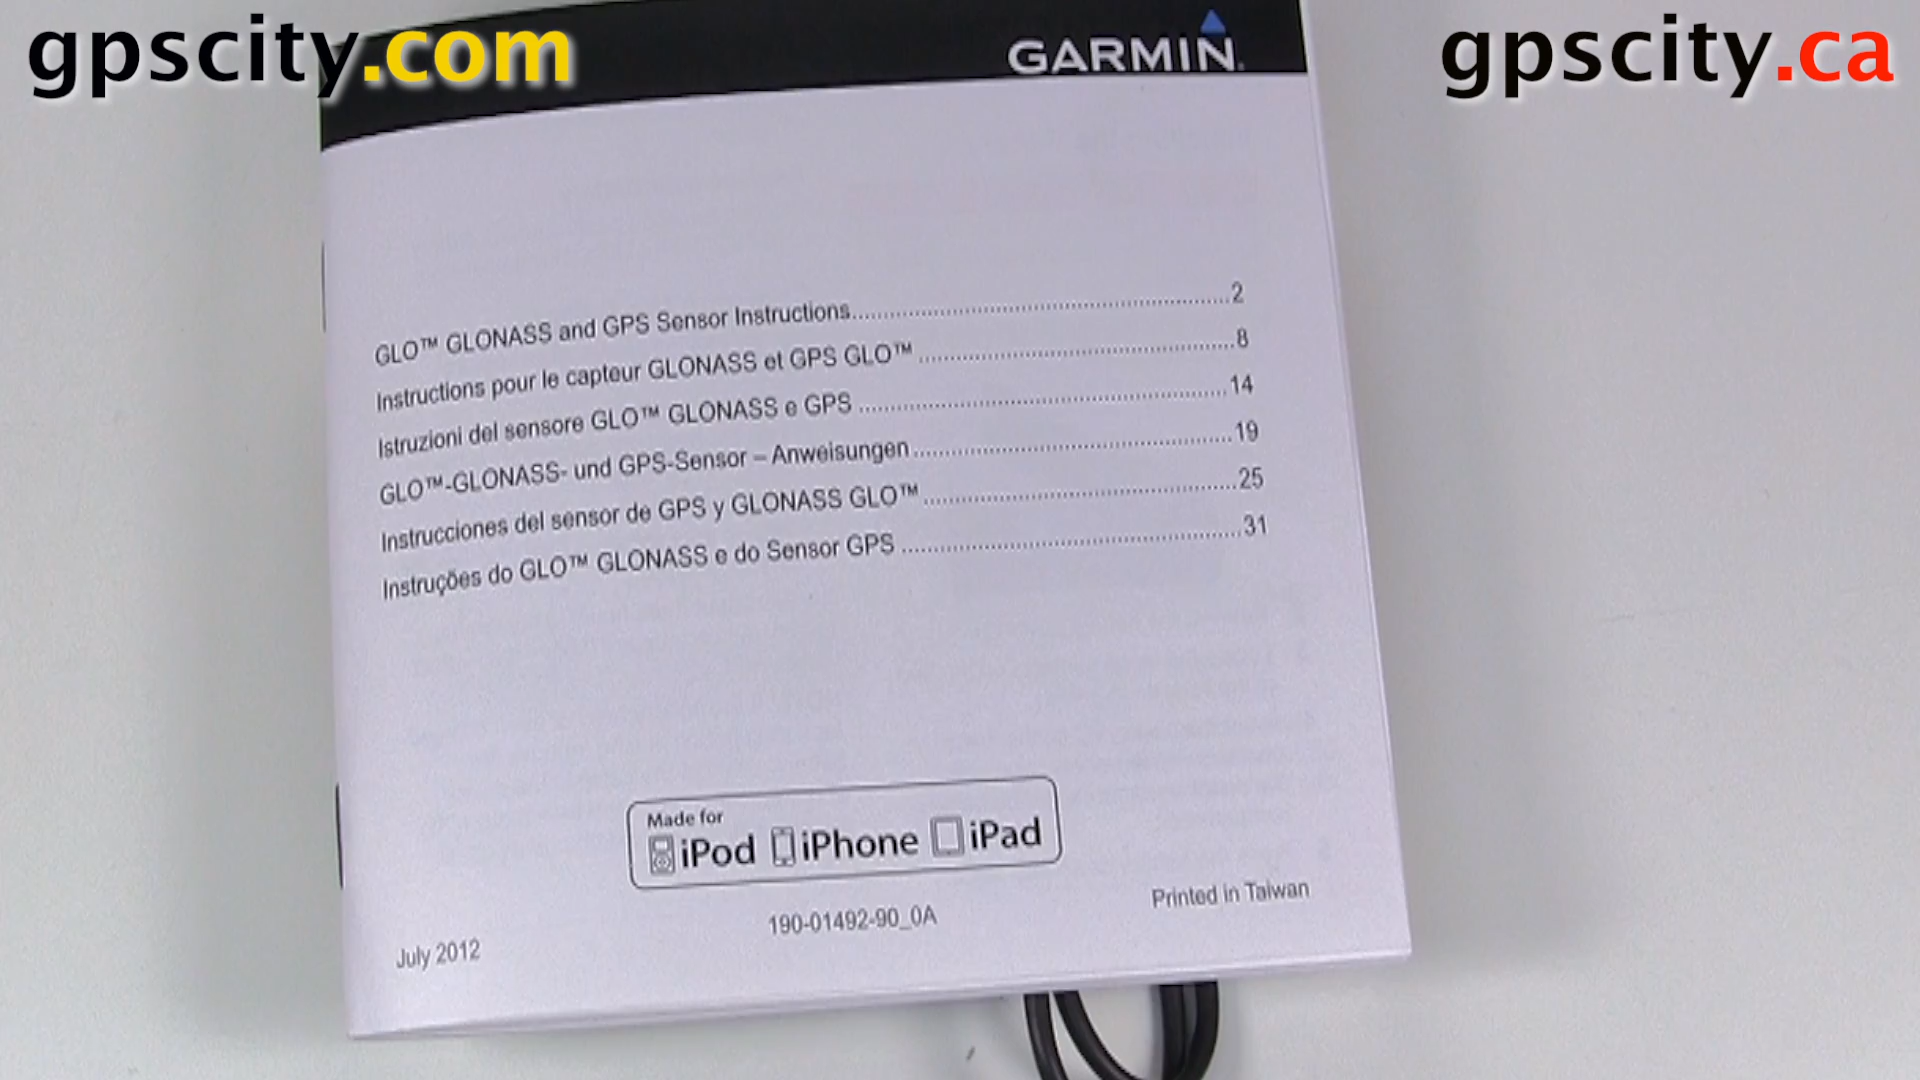 gpscity.com
gpscity.ca
GARMIN
GLO™ GLONASS and GPS Sensor Instructions....................2
Instructions pour le capteur GLONASS et GPS GLO™ ....................8
Istruzioni del sensore GLO™ GLONASS e GPS ....................14
GLO™-GLONASS- und GPS-Sensor – Anweisungen....................19
Instrucciones del sensor de GPS y GLONASS GLO™....................25
Instruções do GLO™ GLONASS e do Sensor GPS ....................31
Made for
iPod iPhone iPad
July 2012
190-01492-90_0A
Printed in Taiwan